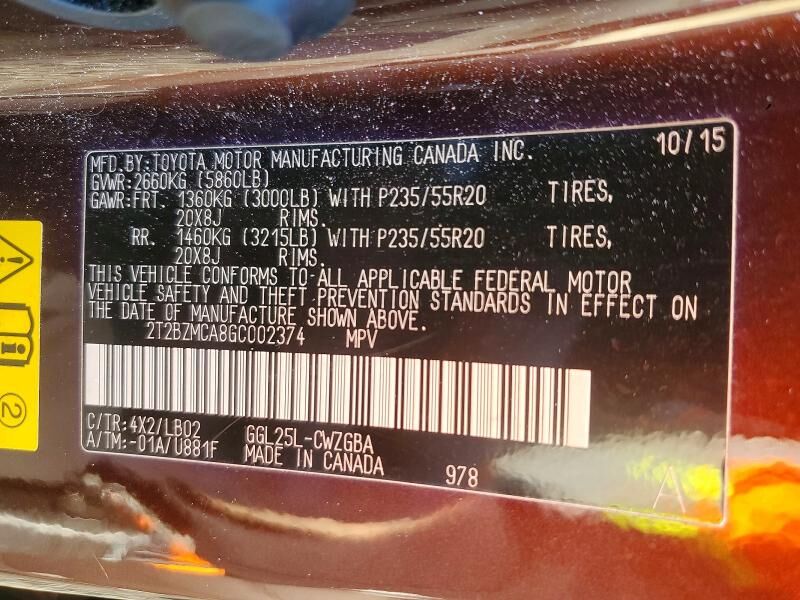 MFD.BY:TOYOTA MOTOR MANUFACTURING CANADA INC. 10/15
GVWR:2660KG (5860LB)
GAWR:FRT. 1360KG (3000LB) WITH P235/55R20 TIRES,
20X8J RIMS.
RR. 1460KG (3215LB) WITH P235/55R20 TIRES,
20X8J RIMS.
THIS VEHICLE CONFORMS TO ALL APPLICABLE FEDERAL MOTOR
VEHICLE SAFETY AND THEFT PREVENTION STANDARDS IN EFFECT ON
THE DATE OF MANUFACTURE SHOWN ABOVE.
2T2BZMCA8GC002374 MPV
C/TR:4X2/LB02 GGL25L-CWZGBA
A/TM:-01A/U881F MADE IN CANADA 978
A
2